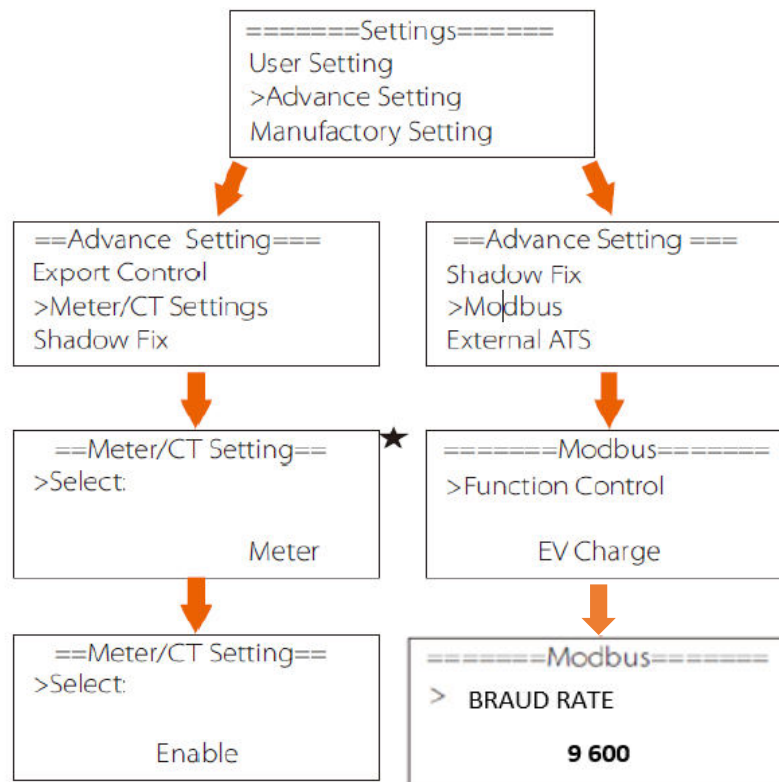 =======Settings======
User Setting
>Advance Setting
Manufactory Setting
==Advance Setting===
Export Control
>Meter/CT Settings
Shadow Fix
==Advance Setting ===
Shadow Fix
>Modbus
External ATS
==Meter/CT Setting==
>Select:
Meter
=======Modbus=======
>Function Control
EV Charge
==Meter/CT Setting==
>Select:
Enable
=======Modbus=======
> BRAUD RATE
9 600